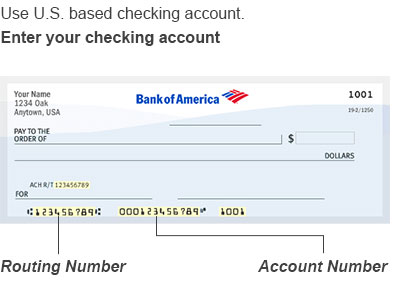 Use U.S. based checking account.
Enter your checking account
Your Name
1234 Oak
Anytown, USA
Bank of America
1001
19-2/1250
PAY TO THE
ORDER OF
$
DOLLARS
ACH R/T 123456789
FOR
⑆123456789⑆ 000123456789⑈ 1001
Routing Number
Account Number